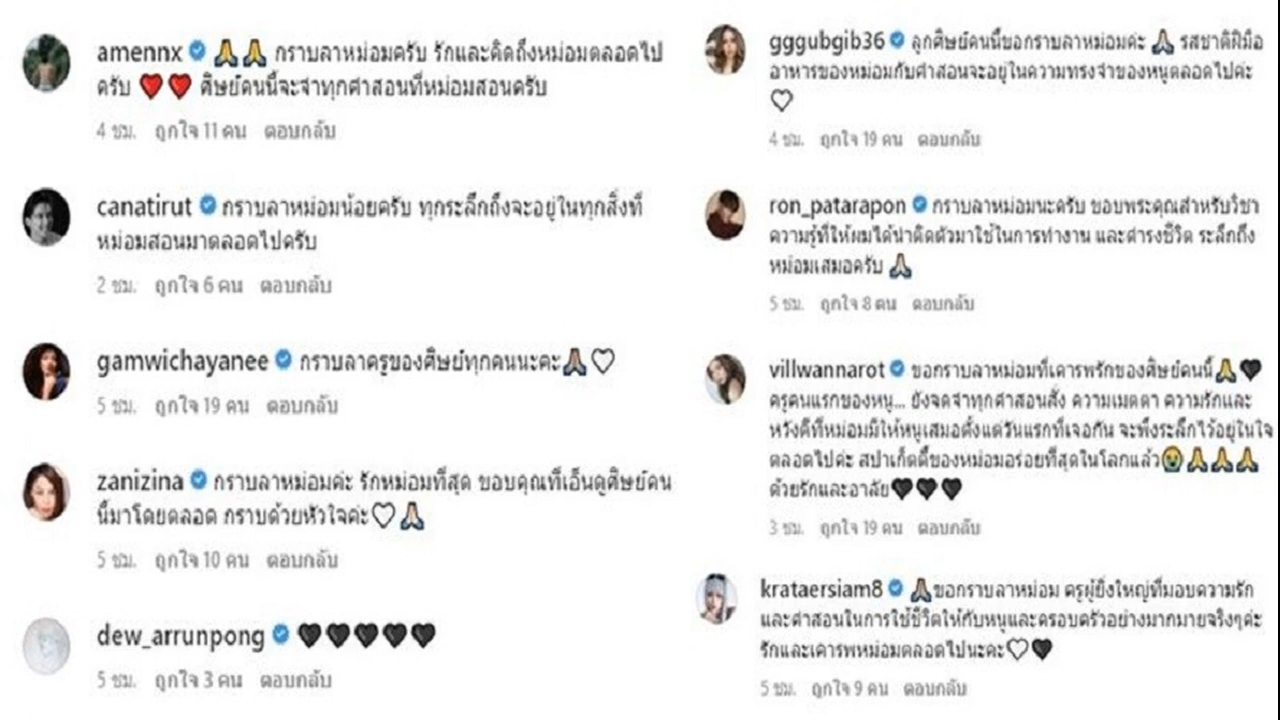 amennx 🙏🙏 กราบลาหม่อมครับ รักและคิดถึงหม่อมตลอดไป
ครับ ❤️❤️ ศิษย์คนนี้จะจำทุกคำสอนที่หม่อมสอนครับ
4 ชม. ถูกใจ 11 คน ตอบกลับ
canatirut กราบลาหม่อมน้อยครับ ทุกระลึกถึงจะอยู่ในทุกสิ่งที่
หม่อมสอนมาตลอดไปครับ
2 ชม. ถูกใจ 6 คน ตอบกลับ
gamwichayanee กราบลาครูของศิษย์ทุกคนนะคะ🙏🏽🤍
5 ชม. ถูกใจ 19 คน ตอบกลับ
zanizina กราบลาหม่อมค่ะ รักหม่อมที่สุด ขอบคุณที่เอ็นดูศิษย์คน
นี้มาโดยตลอด กราบด้วยหัวใจค่ะ🤍🙏🏻
5 ชม. ถูกใจ 10 คน ตอบกลับ
dew_arrunpong 🖤🖤🖤🖤🖤
5 ชม. ถูกใจ 3 คน ตอบกลับ
gggubgib36 ลูกศิษย์คนนี้ขอกราบลาหม่อมค่ะ 🙏🏻 รสชาติฝีมือ
อาหารของหม่อมกับคำสอนจะอยู่ในความทรงจำของหนูตลอดไปค่ะ
🤍
4 ชม. ถูกใจ 19 คน ตอบกลับ
ron_patarapon กราบลาหม่อมนะครับ ขอบพระคุณสำหรับวิชา
ความรู้ที่ให้ผมได้นำติดตัวมาใช้ในการทำงาน และดำรงชีวิต ระลึกถึง
หม่อมเสมอครับ 🙏🏻
5 ชม. ถูกใจ 8 คน ตอบกลับ
villwannarot ขอกราบลาหม่อมที่เคารพรักของศิษย์คนนี้🙏🖤
ครูคนแรกของหนู... ยังจดจำทุกคำสอนสั่ง ความเมตตา ความรักและ
หวังดีที่หม่อมมีให้หนูเสมอตั้งแต่วันแรกที่เจอกัน จะพึงระลึกไว้อยู่ในใจ
ตลอดไปค่ะ สปาเก็ตตี้ของหม่อมอร่อยที่สุดในโลกแล้ว😭🙏🙏🙏
ด้วยรักและอาลัย🖤🖤🖤
3 ชม. ถูกใจ 19 คน ตอบกลับ
krataersiam8 🙏🏽ขอกราบลาหม่อม ครูผู้ยิ่งใหญ่ที่มอบความรัก
และคำสอนในการใช้ชีวิตให้กับหนูและครอบครัวอย่างมากมายจริงๆค่ะ
รักและเคารพหม่อมตลอดไปนะคะ🤍🖤
5 ชม. ถูกใจ 9 คน ตอบกลับ